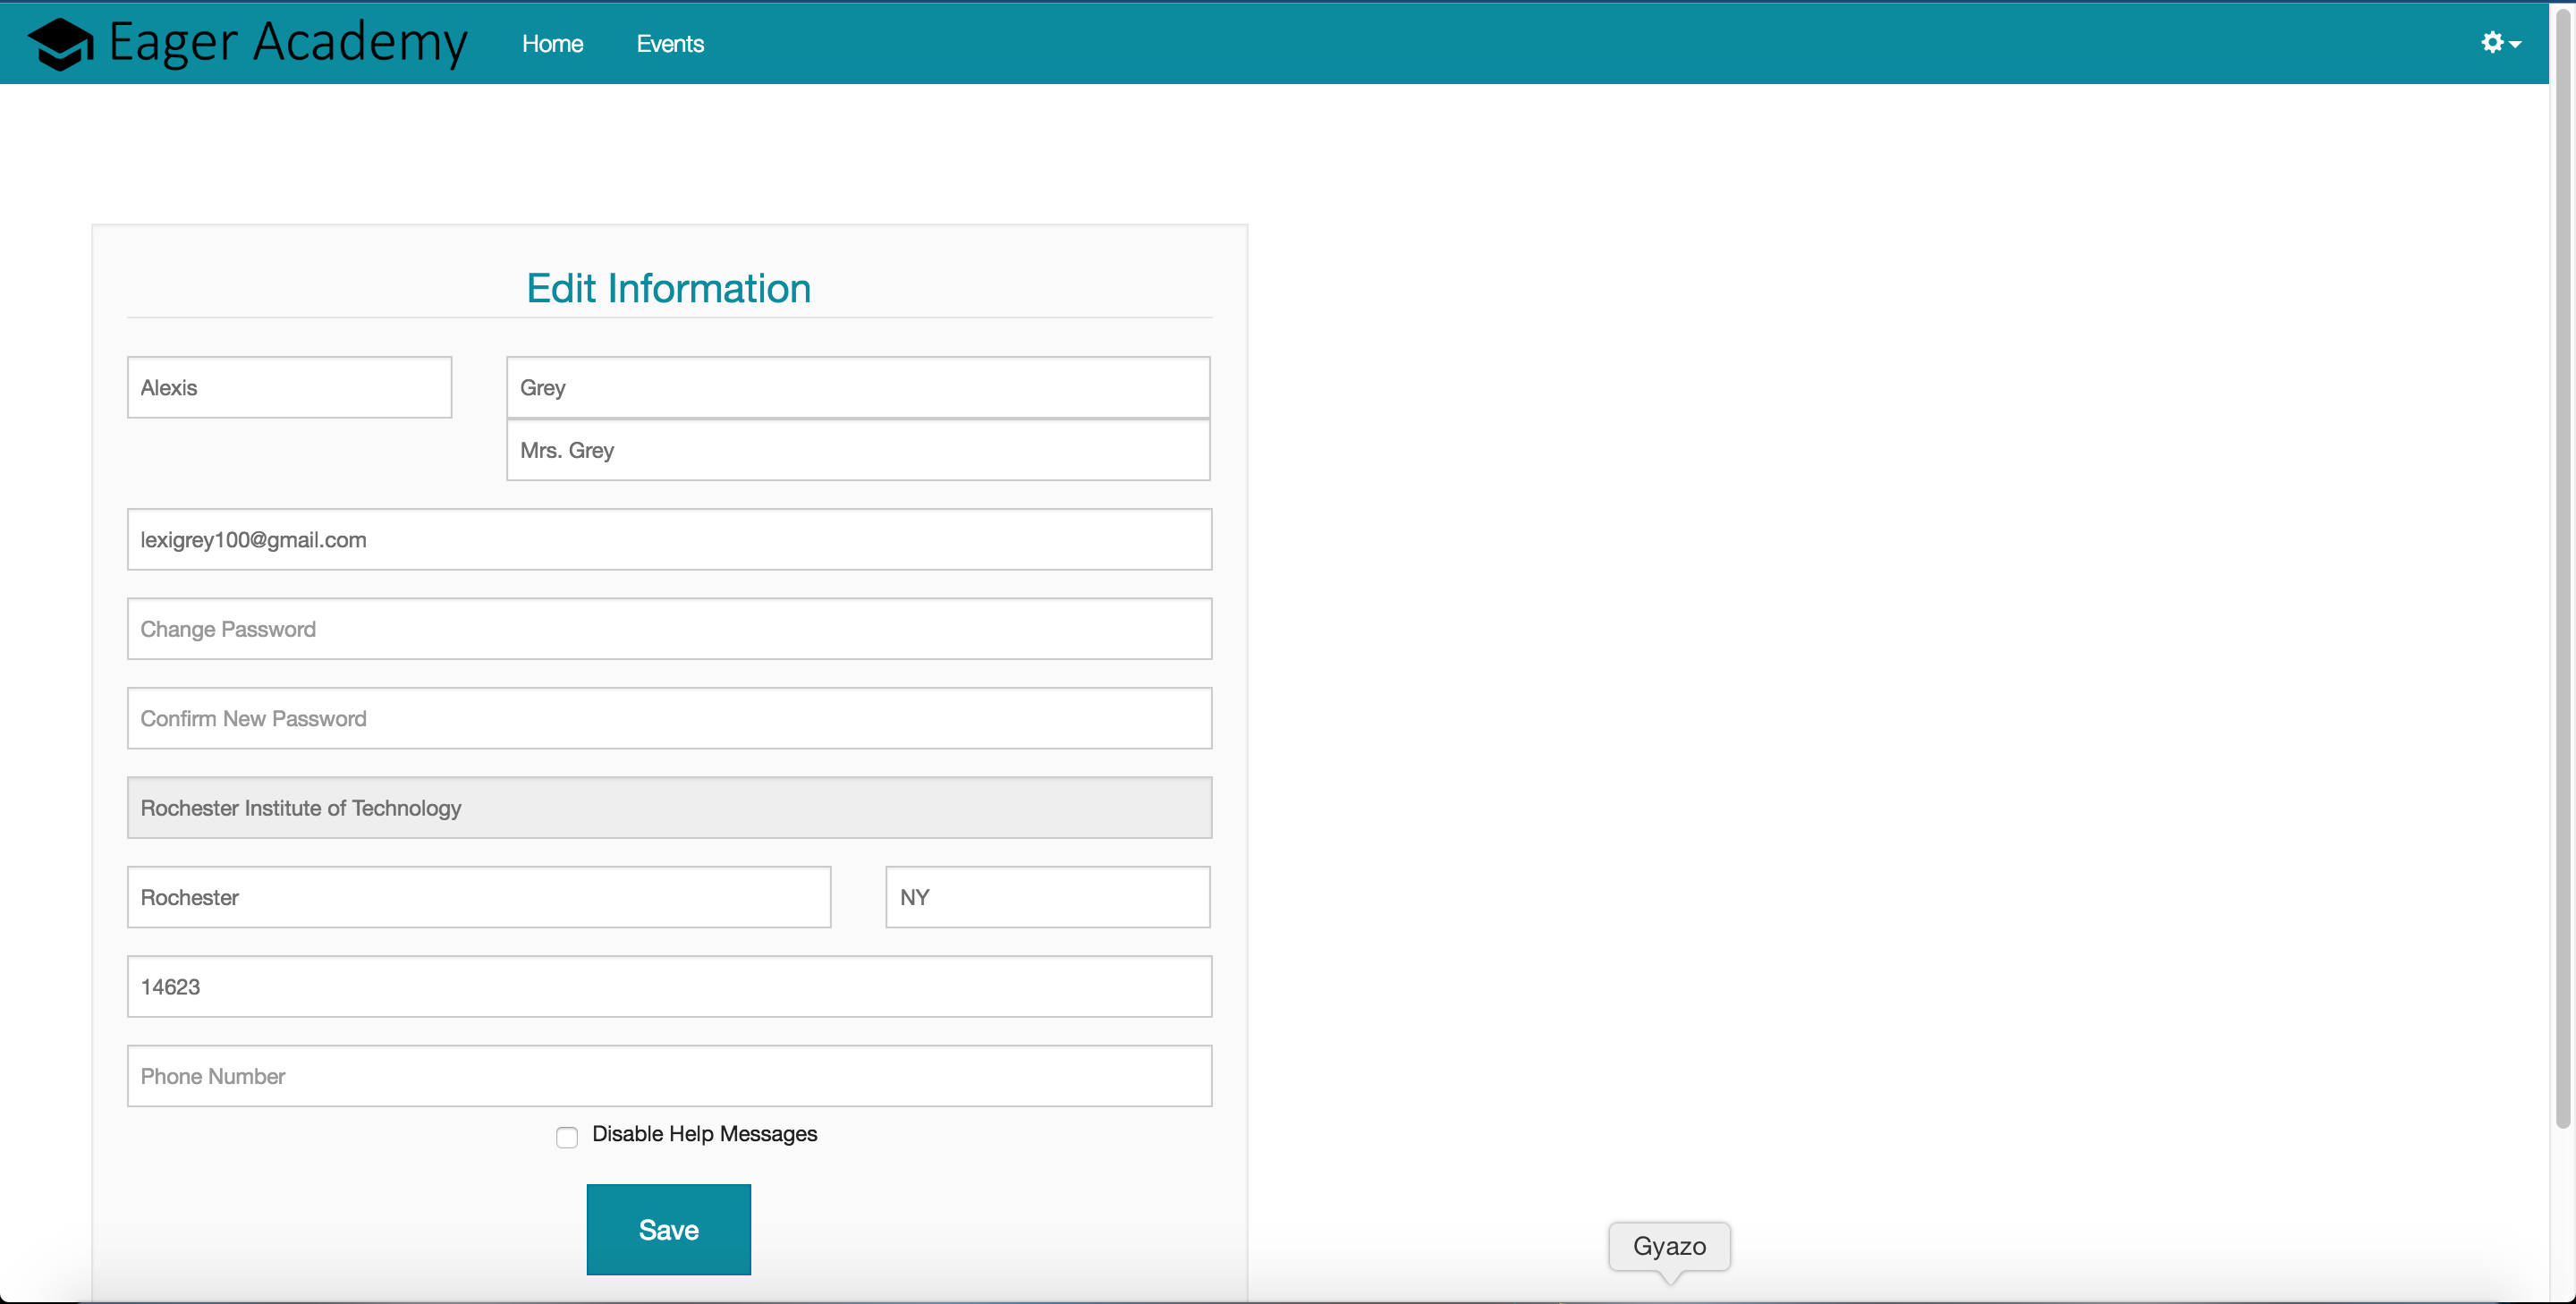 Eager Academy Home Events
Edit Information
Alexis Grey
Mrs. Grey
lexigrey100@gmail.com
Change Password
Confirm New Password
Rochester Institute of Technology
Rochester NY
14623
Phone Number
Disable Help Messages
Save
Gyazo